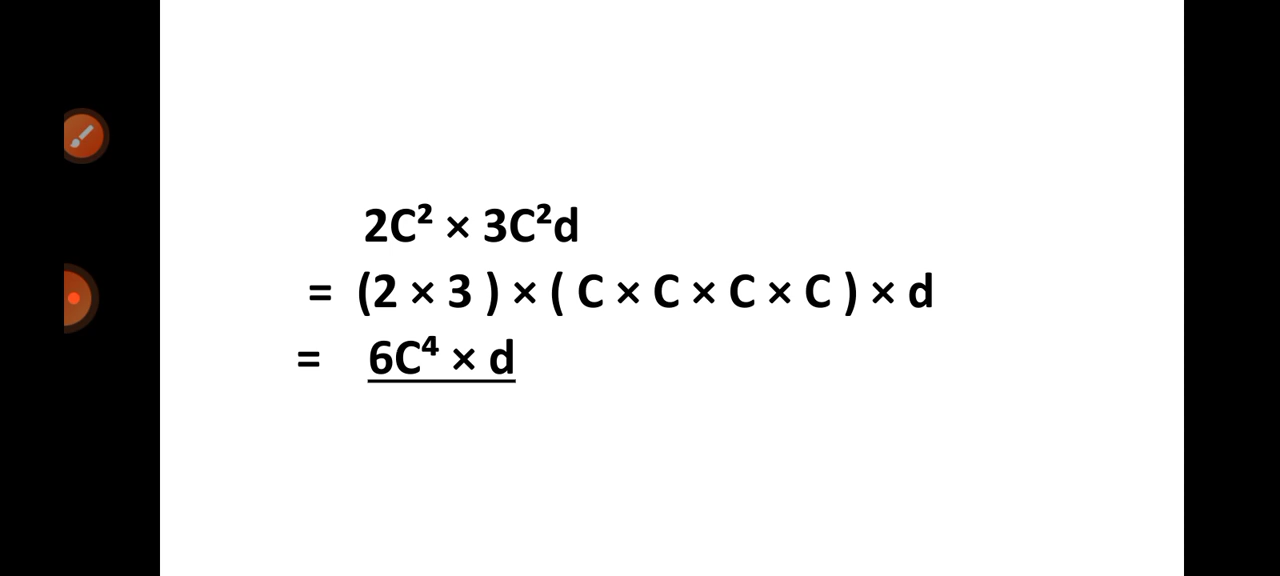 2C² × 3C²d
= (2 × 3 ) × ( C × C × C × C ) × d
= 6C⁴ × d